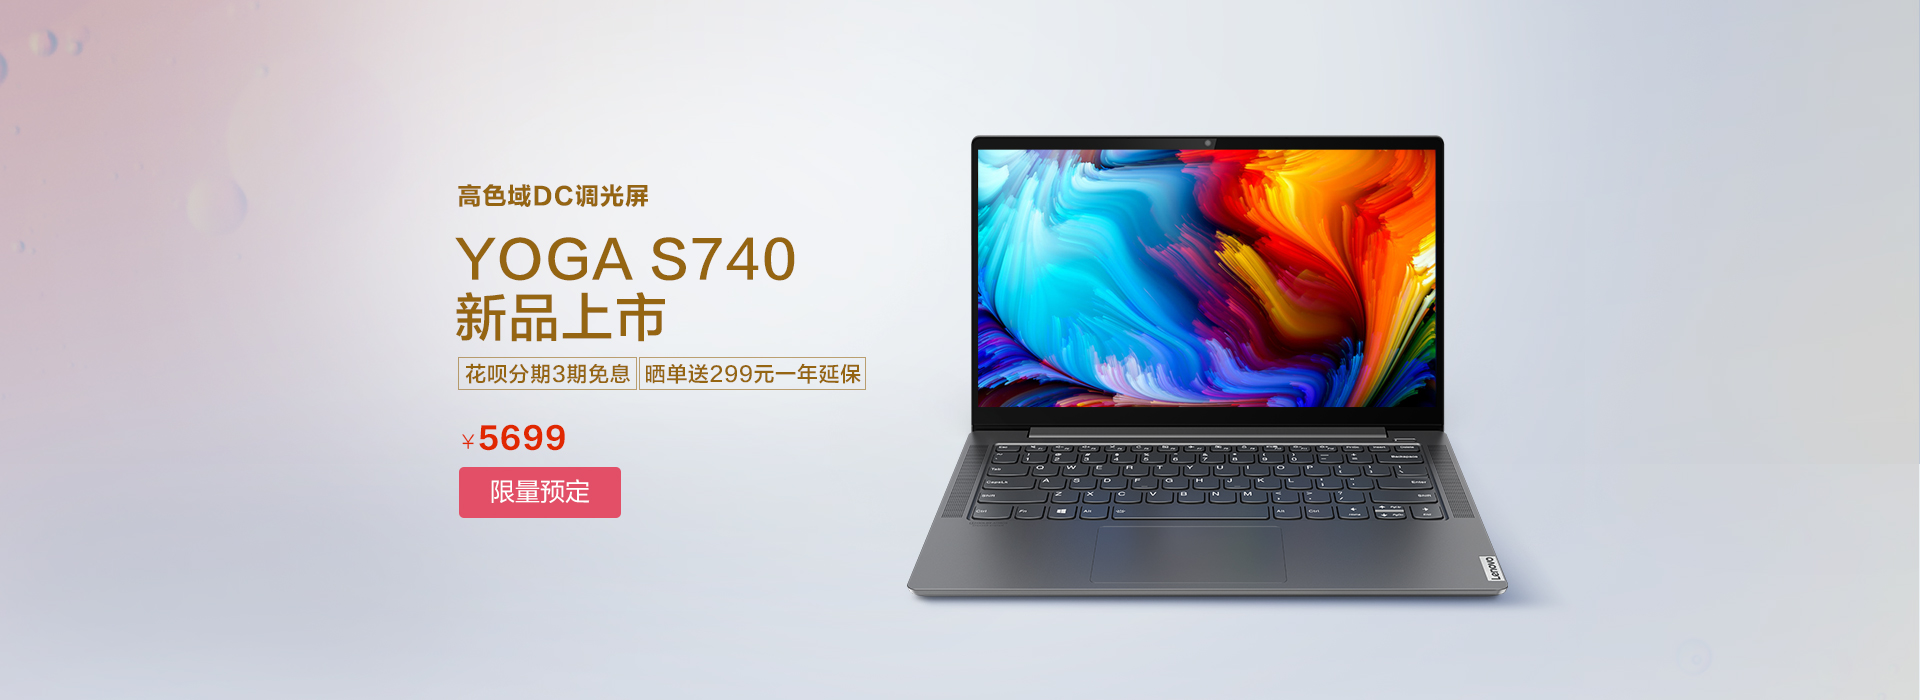 高色域DC调光屏
YOGA S740
新品上市
花呗分期3期免息 晒单送299元一年延保
¥5699
限量预定
Lenovo